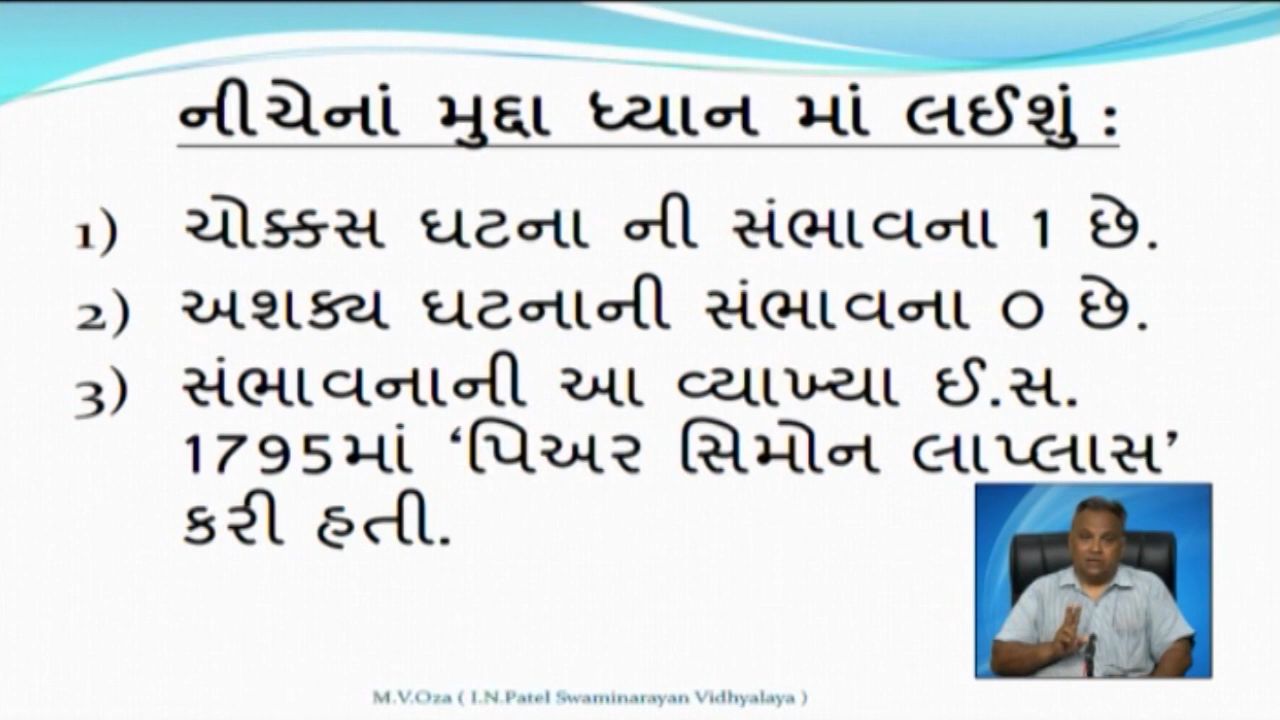 નીચેનાં મુદ્દા ધ્યાન માં લઈશું :
1) ચોક્કસ ઘટના ની સંભાવના 1 છે.
2) અશક્ય ઘટનાની સંભાવના 0 છે.
3) સંભાવનાની આ વ્યાખ્યા ઈ.સ.
1795માં ‘પિઅર સિમોન લાપ્લાસ’
કરી હતી.
M.V.Oza ( I.N.Patel Swaminarayan Vidhyalaya )